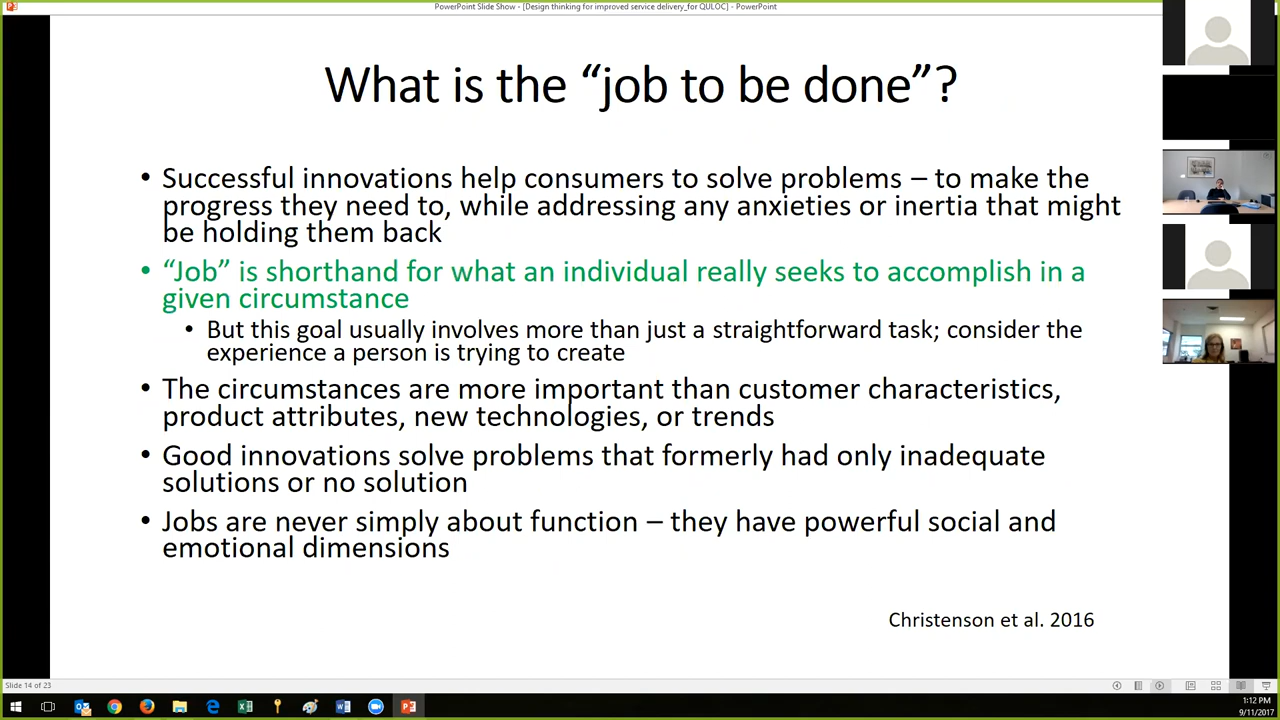 PowerPoint Slide Show - [Design thinking for improved service delivery_for QULOC] - PowerPoint
What is the “job to be done”?
• Successful innovations help consumers to solve problems – to make the
progress they need to, while addressing any anxieties or inertia that might
be holding them back
• “Job” is shorthand for what an individual really seeks to accomplish in a
given circumstance
• But this goal usually involves more than just a straightforward task; consider the
experience a person is trying to create
• The circumstances are more important than customer characteristics,
product attributes, new technologies, or trends
• Good innovations solve problems that formerly had only inadequate
solutions or no solution
• Jobs are never simply about function – they have powerful social and
emotional dimensions
Christenson et al. 2016
Slide 14 of 23
1:12 PM
9/11/2017